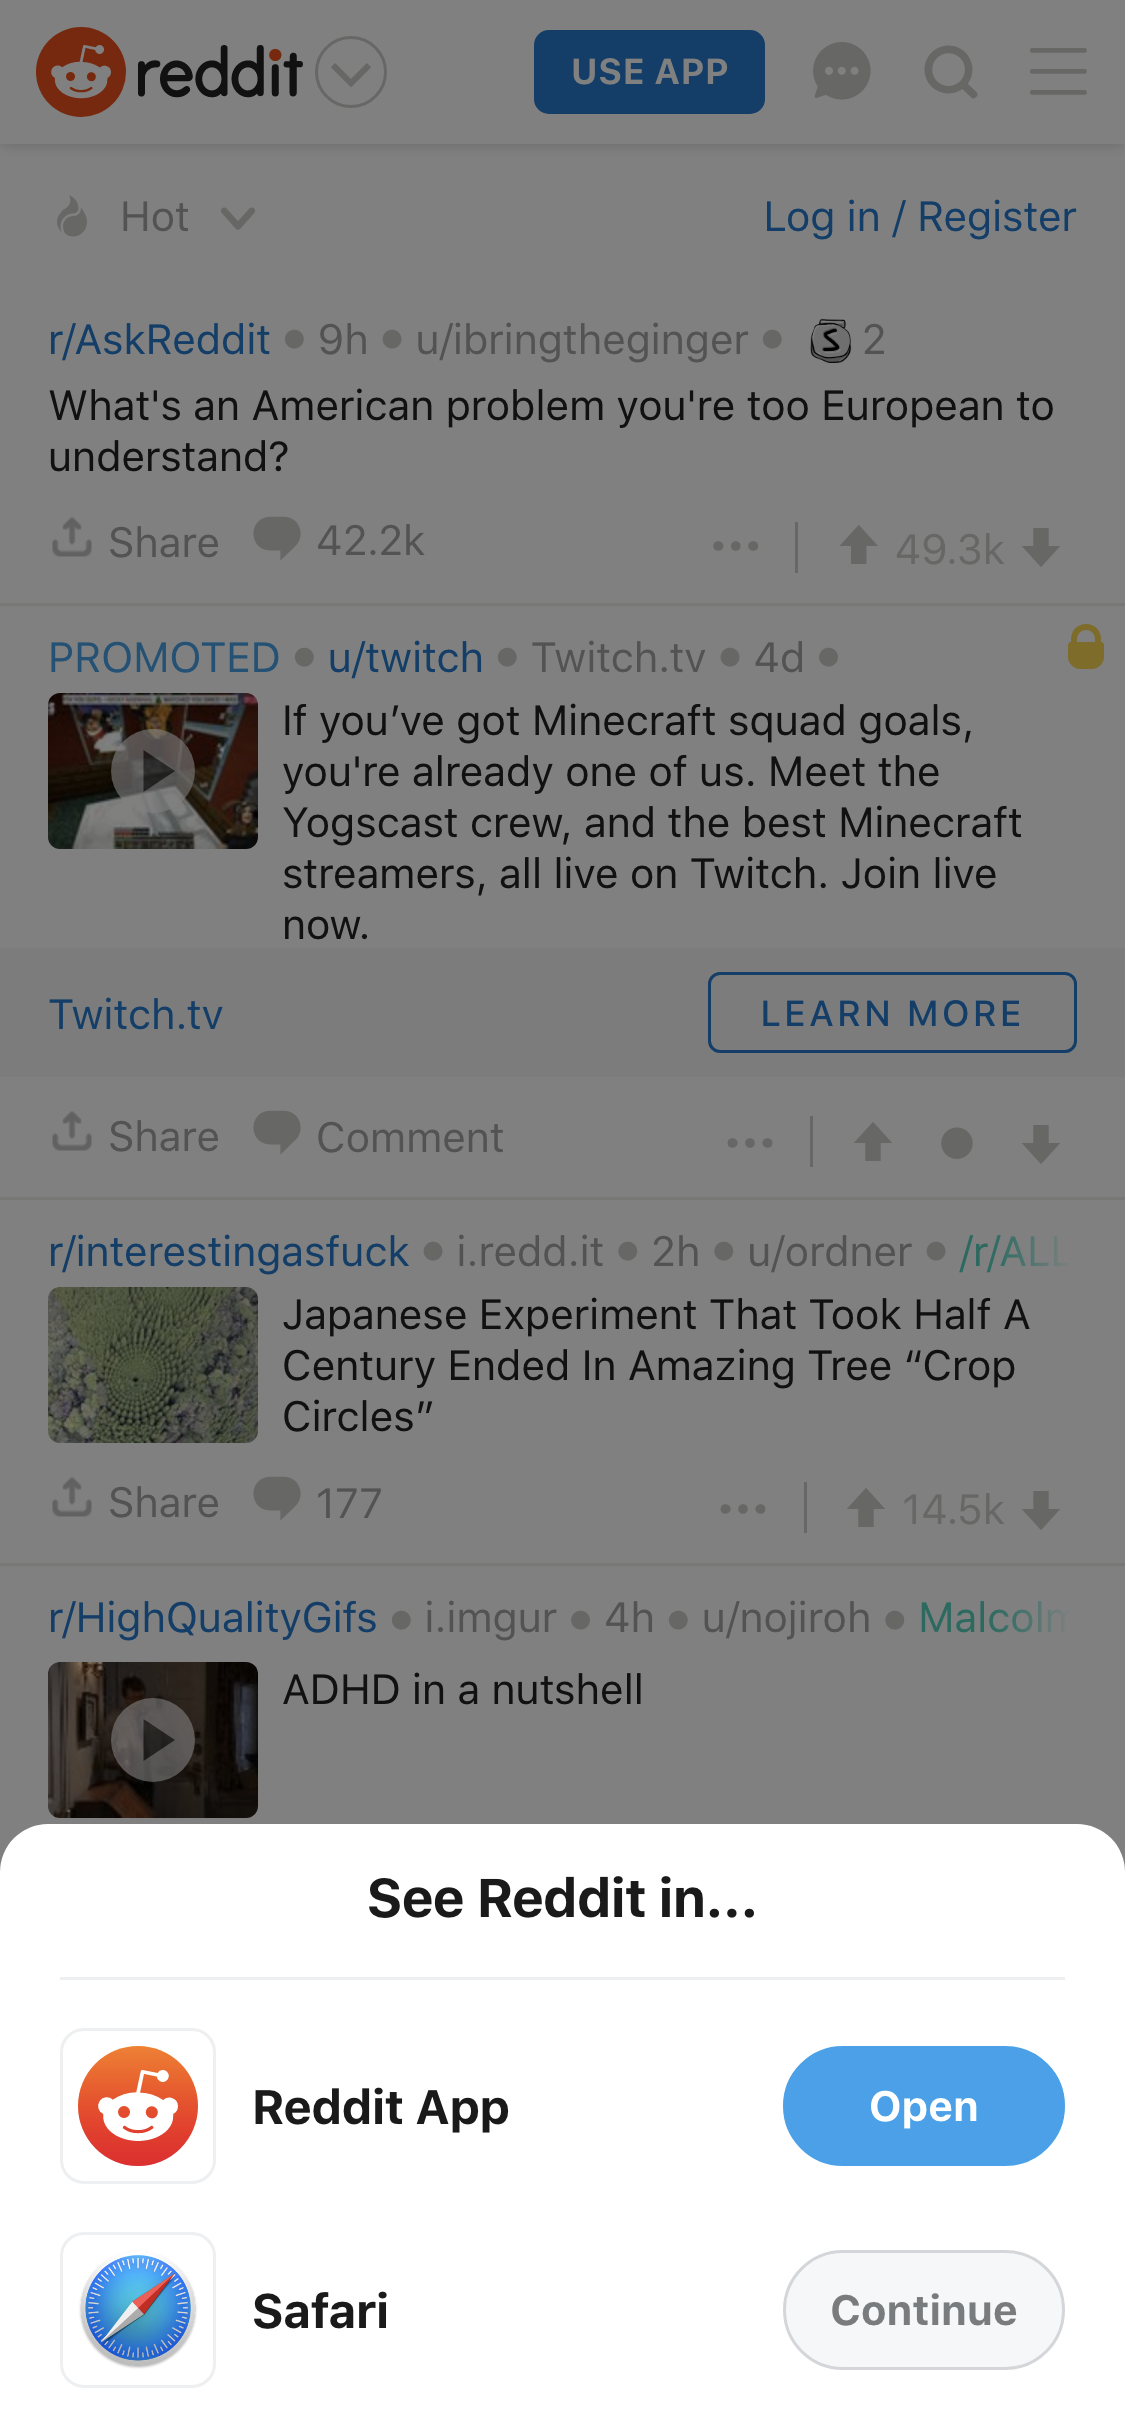 reddit
USE APP
Hot
Log in / Register
r/AskReddit • 9h • u/ibringtheginger • S 2
What's an American problem you're too European to
understand?
Share 42.2k ••• 49.3k
PROMOTED • u/twitch • Twitch.tv • 4d •
If you’ve got Minecraft squad goals,
you're already one of us. Meet the
Yogscast crew, and the best Minecraft
streamers, all live on Twitch. Join live
now.
Twitch.tv
LEARN MORE
Share Comment ••• •
r/interestingasfuck • i.redd.it • 2h • u/ordner • /r/ALL
Japanese Experiment That Took Half A
Century Ended In Amazing Tree “Crop
Circles”
Share 177 ••• 14.5k
r/HighQualityGifs • i.imgur • 4h • u/nojiroh • Malcolm
ADHD in a nutshell
See Reddit in...
Reddit App
Open
Safari
Continue